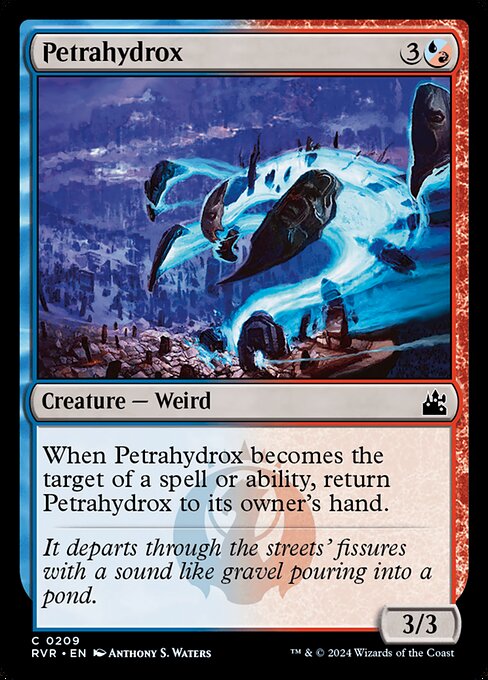 Petrahydrox 3
Creature — Weird
When Petrahydrox becomes the
target of a spell or ability, return
Petrahydrox to its owner's hand.
It departs through the streets' fissures
with a sound like gravel pouring into a
pond.
3/3
C 0209
RVR • EN Anthony S. Waters
™ & © 2024 Wizards of the Coast